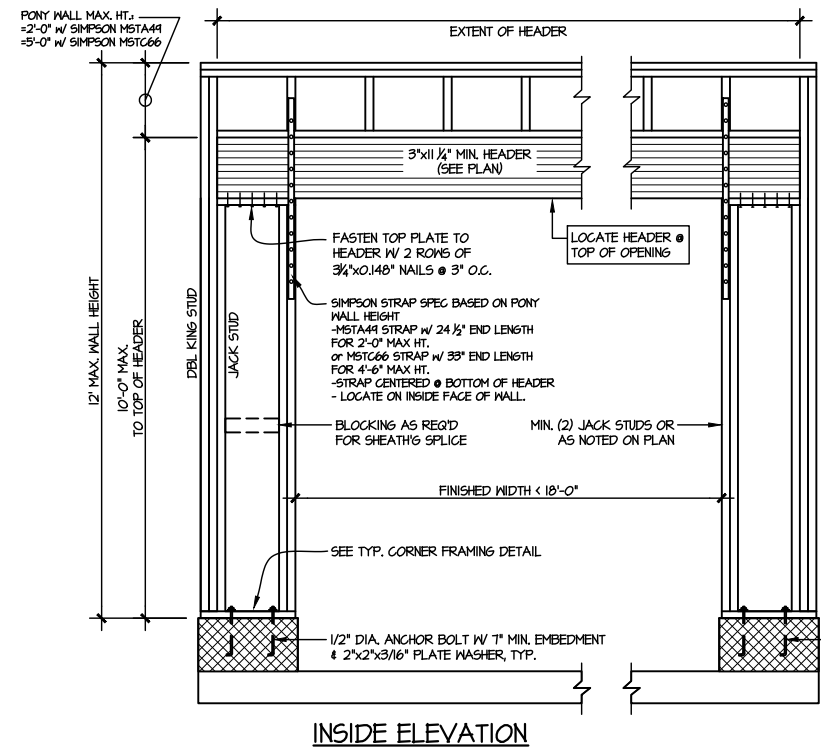 PONY WALL MAX. HT.:
=2'-0" W/ SIMPSON MSTA49
=5'-0" W/ SIMPSON MSTC66
EXTENT OF HEADER
3"x11 1/4" MIN. HEADER
(SEE PLAN)
FASTEN TOP PLATE TO
HEADER W/ 2 ROWS OF
3 1/4"x0.148" NAILS @ 3" O.C.
LOCATE HEADER @
TOP OF OPENING
SIMPSON STRAP SPEC BASED ON PONY
WALL HEIGHT
-MSTA49 STRAP W/ 24 1/2" END LENGTH
FOR 2'-0" MAX HT.
or MSTC66 STRAP W/ 33" END LENGTH
FOR 4'-6" MAX HT.
-STRAP CENTERED @ BOTTOM OF HEADER
- LOCATE ON INSIDE FACE OF WALL.
12' MAX. WALL HEIGHT
10'-0" MAX.
TO TOP OF HEADER
DBL KING STUD
JACK STUD
BLOCKING AS REQ'D
FOR SHEATH'G SPLICE
MIN. (2) JACK STUDS OR
AS NOTED ON PLAN
FINISHED WIDTH < 18'-0"
SEE TYP. CORNER FRAMING DETAIL
1/2" DIA. ANCHOR BOLT W/ 7" MIN. EMBEDMENT
& 2"x2"x3/16" PLATE WASHER, TYP.
INSIDE ELEVATION